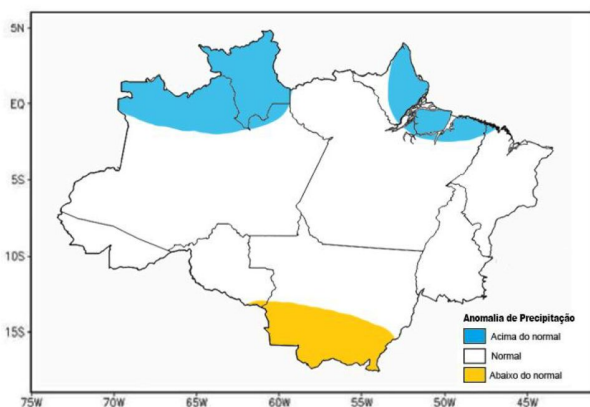 5N
EQ
5S
10S
15S
75W
70W
65W
60W
55W
50W
45W
Anomalia de Precipitação
Acima do normal
Normal
Abaixo do normal